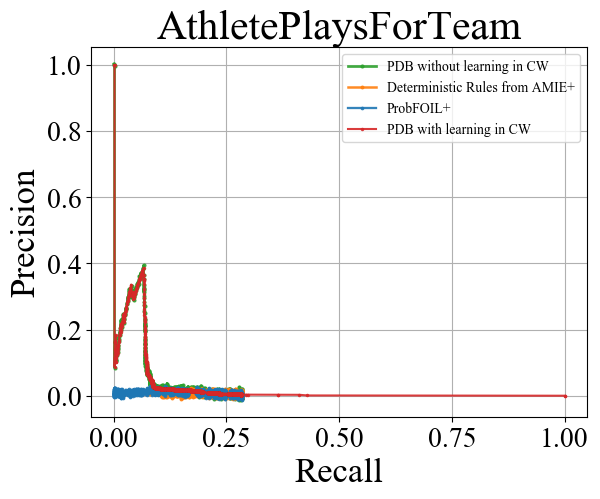 AthletePlaysForTeam
PDB without learning in CW
Deterministic Rules from AMIE+
ProbFOIL+
PDB with learning in CW
Precision
1.0
0.8
0.6
0.4
0.2
0.0
0.00 0.25 0.50 0.75 1.00
Recall